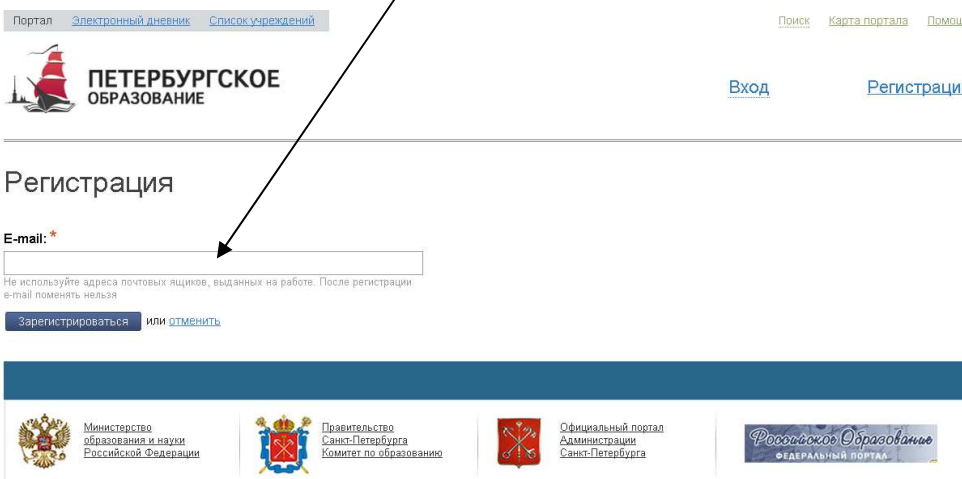 Портал Электронный дневник Список учреждений Поиск Карта портала Помощ
ПЕТЕРБУРГСКОЕ
ОБРАЗОВАНИЕ
Вход Регистраци
Регистрация
E-mail: *
Не используйте адреса почтовых ящиков, выданных на работе. После регистрации
e-mail поменять нельзя
Зарегистрироваться или отменить
Министерство
образования и науки
Российской Федерации
Правительство
Санкт-Петербурга
Комитет по образованию
Официальный портал
Администрации
Санкт-Петербурга
Российское Образование
ФЕДЕРАЛЬНЫЙ ПОРТАЛ